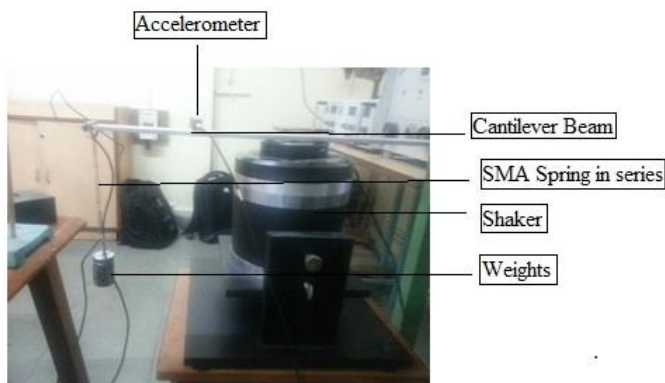 Accelerometer
Cantilever Beam
SMA Spring in series
Shaker
Weights